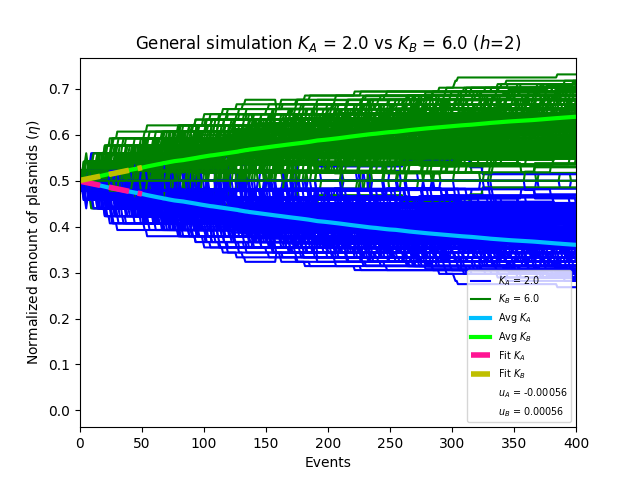 General simulation K_A = 2.0 vs K_B = 6.0 (h=2)
Normalized amount of plasmids (η)
0.7
0.6
0.5
0.4
0.3
0.2
0.1
0.0
K_A = 2.0
K_B = 6.0
Avg K_A
Avg K_B
Fit K_A
Fit K_B
u_A = -0.00056
u_B = 0.00056
0 50 100 150 200 250 300 350 400
Events